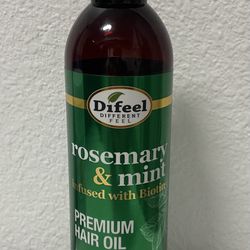 Difeel
DIFFERENT
FEEL
rosemary
& mint
infused with Biotin
PREMIUM
HAIR OIL